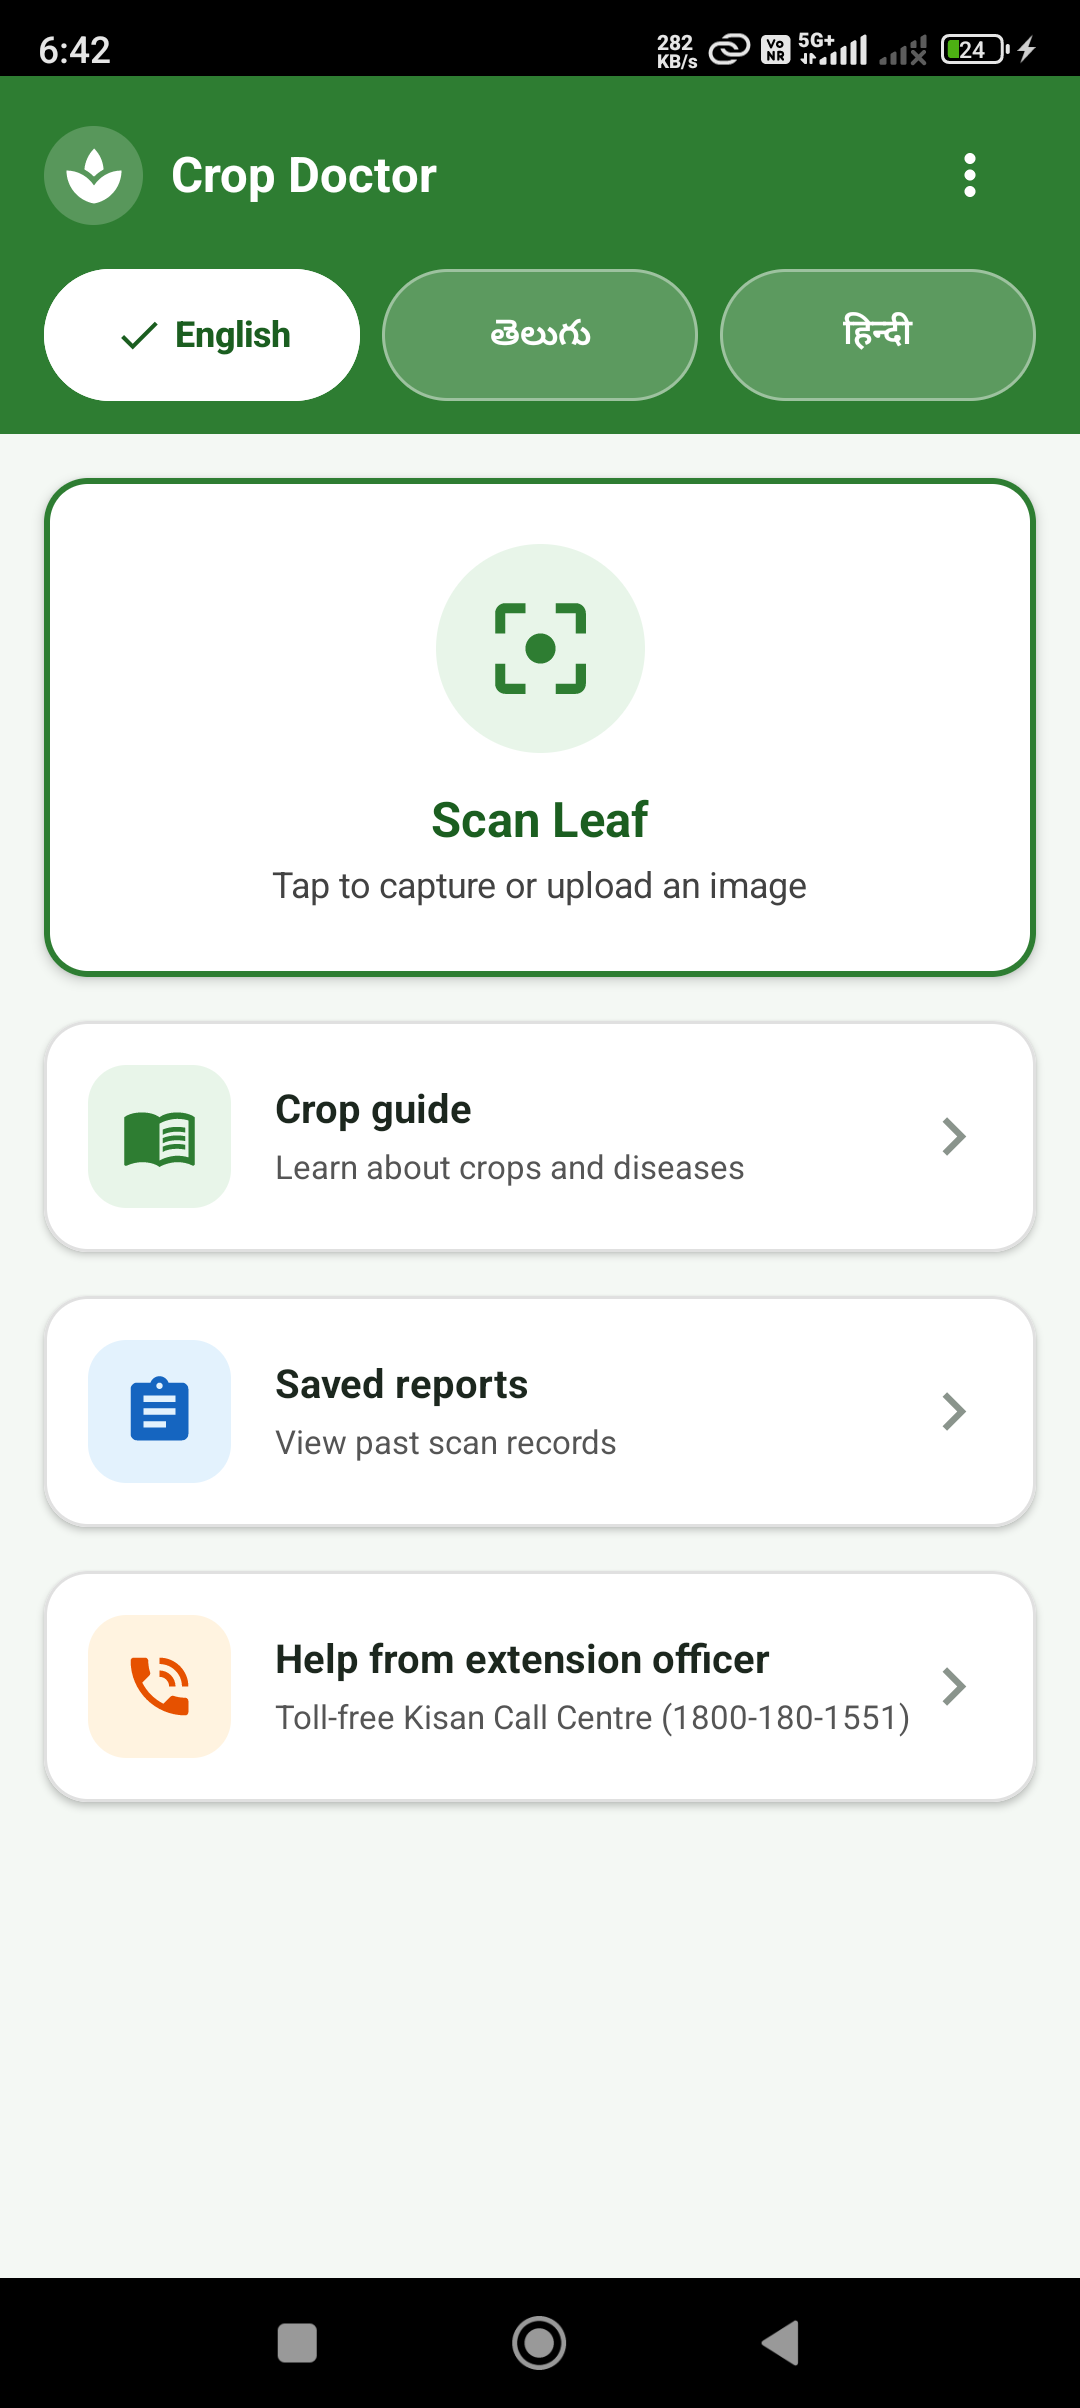 6:42
282
KB/s
Vo
NR
5G+
24
Crop Doctor
English
తెలుగు
हिन्दी
Scan Leaf
Tap to capture or upload an image
Crop guide
Learn about crops and diseases
Saved reports
View past scan records
Help from extension officer
Toll-free Kisan Call Centre (1800-180-1551)